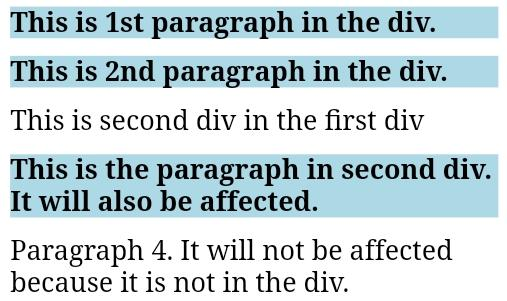 This is 1st paragraph in the div.
This is 2nd paragraph in the div.
This is second div in the first div
This is the paragraph in second div.
It will also be affected.
Paragraph 4. It will not be affected
because it is not in the div.